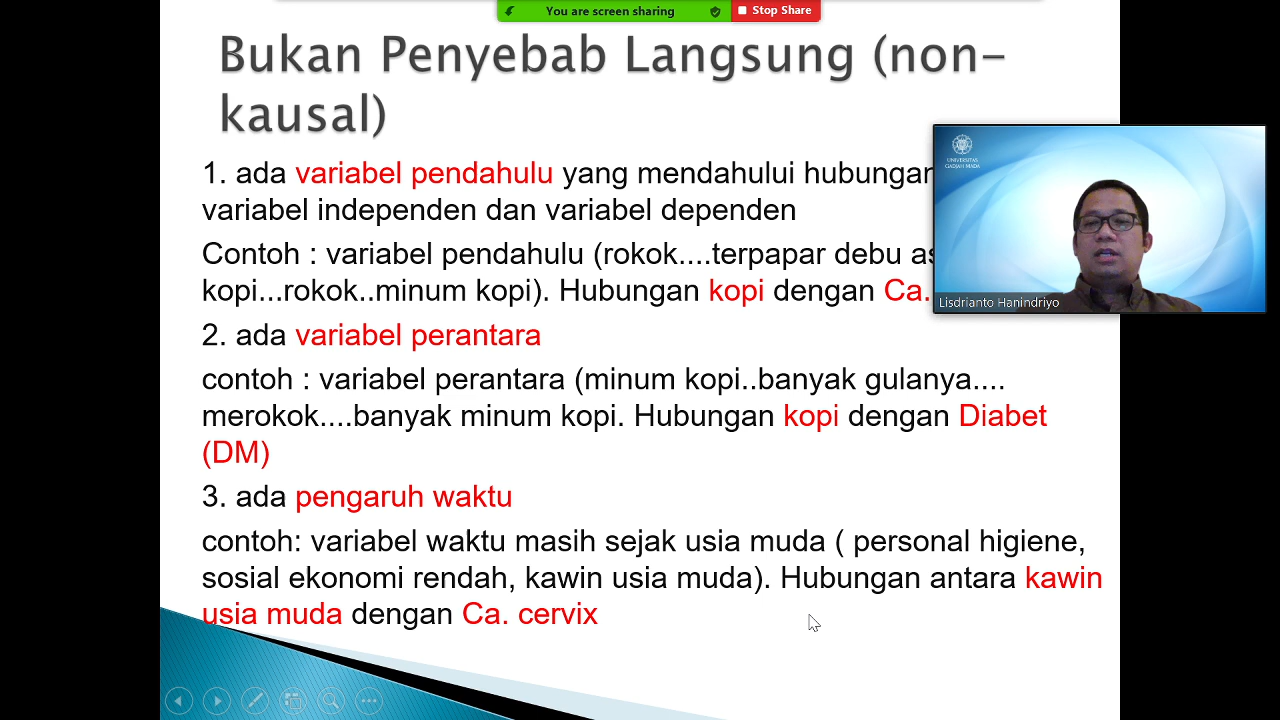 You are screen sharing
Stop Share
Bukan Penyebab Langsung (non-
kausal)
UNIVERSITAS
GADJAH MADA
1. ada variabel pendahulu yang mendahului hubungan
variabel independen dan variabel dependen
Contoh : variabel pendahulu (rokok....terpapar debu
kopi...rokok..minum kopi). Hubungan kopi dengan Ca.
Lisdrianto Hanindriyo
2. ada variabel perantara
contoh : variabel perantara (minum kopi..banyak gulanya....
merokok....banyak minum kopi. Hubungan kopi dengan Diabet
(DM)
3. ada pengaruh waktu
contoh: variabel waktu masih sejak usia muda ( personal higiene,
sosial ekonomi rendah, kawin usia muda). Hubungan antara kawin
usia muda dengan Ca. cervix